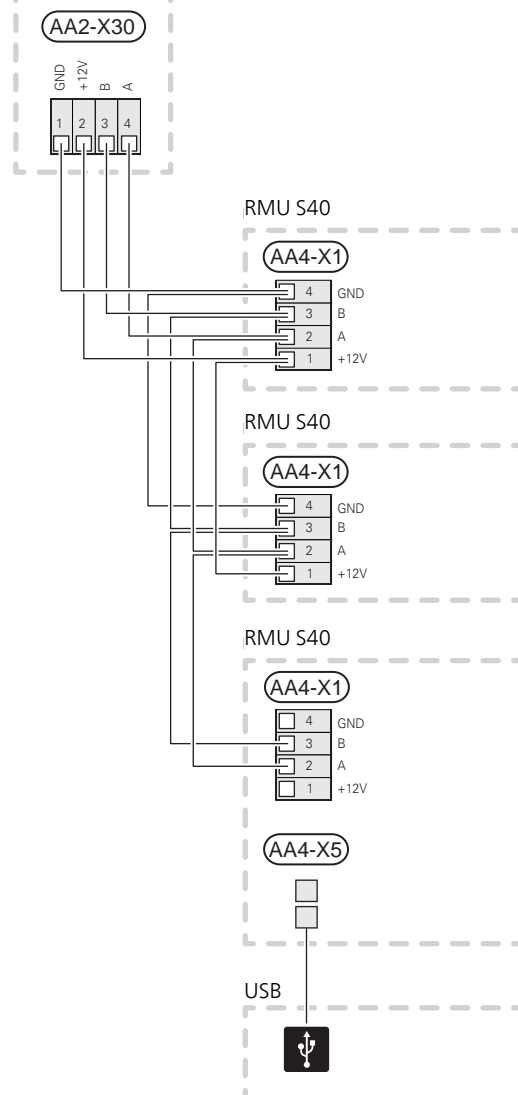 AA2-X30
GND +12V B A
1 2 3 4
RMU S40
AA4-X1
4 GND
3 B
2 A
1 +12V
RMU S40
AA4-X1
4 GND
3 B
2 A
1 +12V
RMU S40
AA4-X1
4 GND
3 B
2 A
1 +12V
AA4-X5
USB